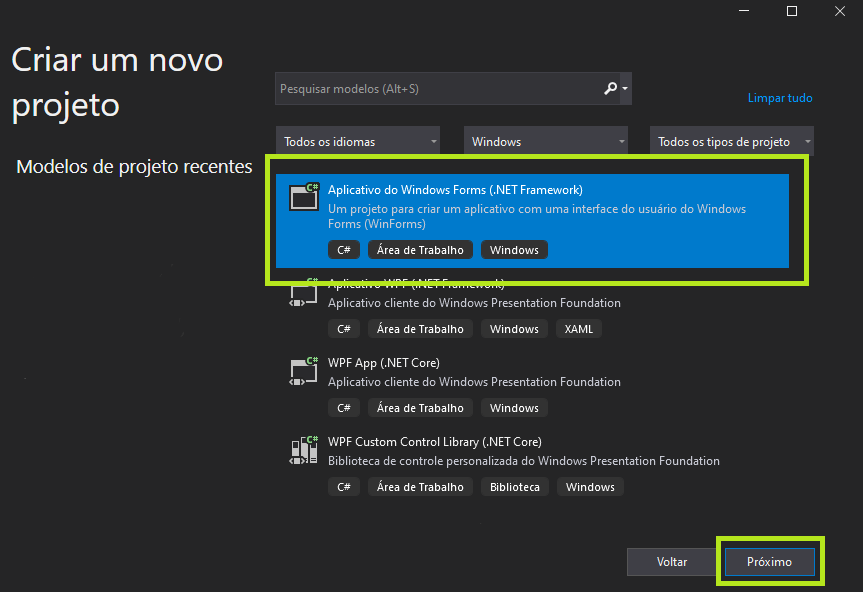 Criar um novo
projeto
Pesquisar modelos (Alt+S)
Limpar tudo
Todos os idiomas
Windows
Todos os tipos de projeto
Modelos de projeto recentes
C#
Aplicativo do Windows Forms (.NET Framework)
Um projeto para criar um aplicativo com uma interface do usuário do Windows
Forms (WinForms)
C# Área de Trabalho Windows
C#
Aplicativo WPF (.NET Framework)
Aplicativo cliente do Windows Presentation Foundation
C# Área de Trabalho Windows XAML
C#
WPF App (.NET Core)
Aplicativo cliente do Windows Presentation Foundation
C# Área de Trabalho Windows
C#
WPF Custom Control Library (.NET Core)
Biblioteca de controle personalizada do Windows Presentation Foundation
C# Área de Trabalho Biblioteca Windows
Voltar
Próximo